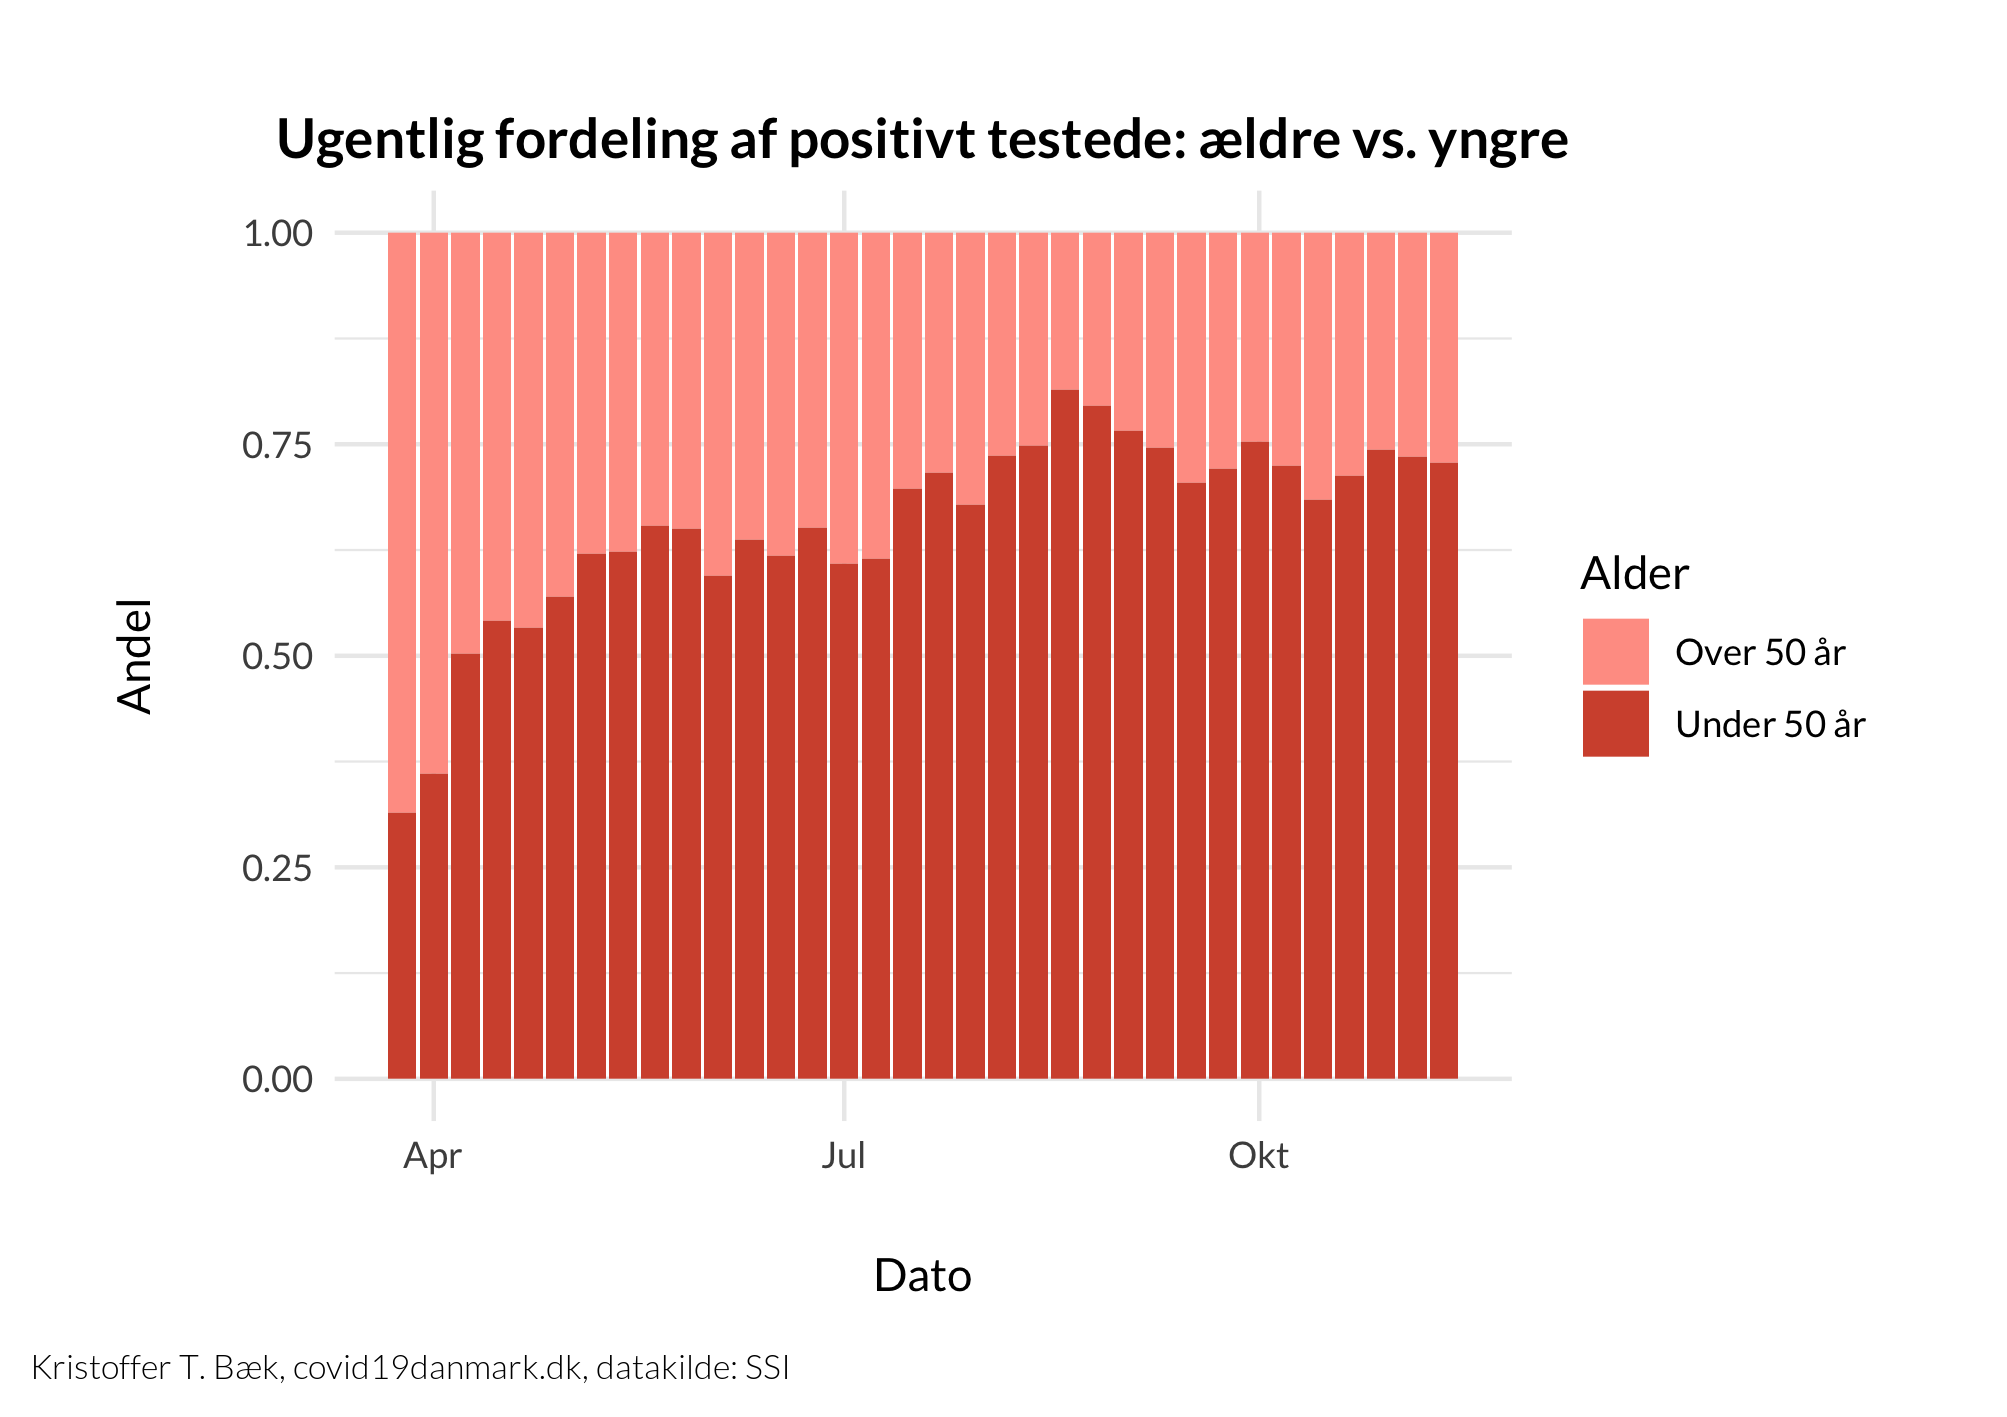 Ugentlig fordeling af positivt testede: ældre vs. yngre
1.00
0.75
0.50
0.25
0.00
Andel
Apr
Jul
Okt
Dato
Alder
Over 50 år
Under 50 år
Kristoffer T. Bæk, covid19danmark.dk, datakilde: SSI